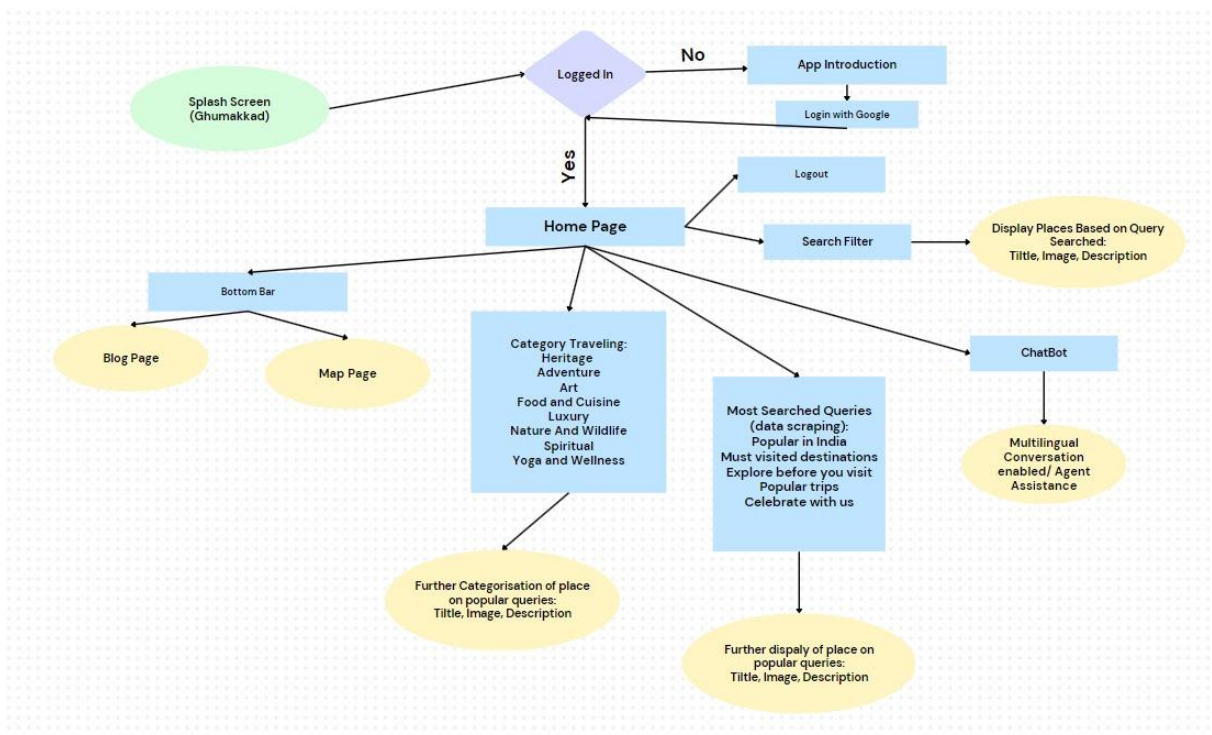 No
App Introduction
Logged In
Splash Screen
(Ghumakkad)
Login with Google
Yes
Logout
Home Page
Search Filter
Display Places Based on Query
Searched:
Tiltle, Image, Description
Bottom Bar
Blog Page
Map Page
Category Traveling:
Heritage
Adventure
Art
Food and Cuisine
Luxury
Nature And Wildlife
Spiritual
Yoga and Wellness
ChatBot
Most Searched Queries
(data scraping):
Popular in India
Must visited destinations
Explore before you visit
Popular trips
Celebrate with us
Multilingual
Conversation
enabled/ Agent
Assistance
Further Categorisation of place
on popular queries:
Tiltle, Image, Description
Further dispaly of place on
popular queries:
Tiltle, Image, Description